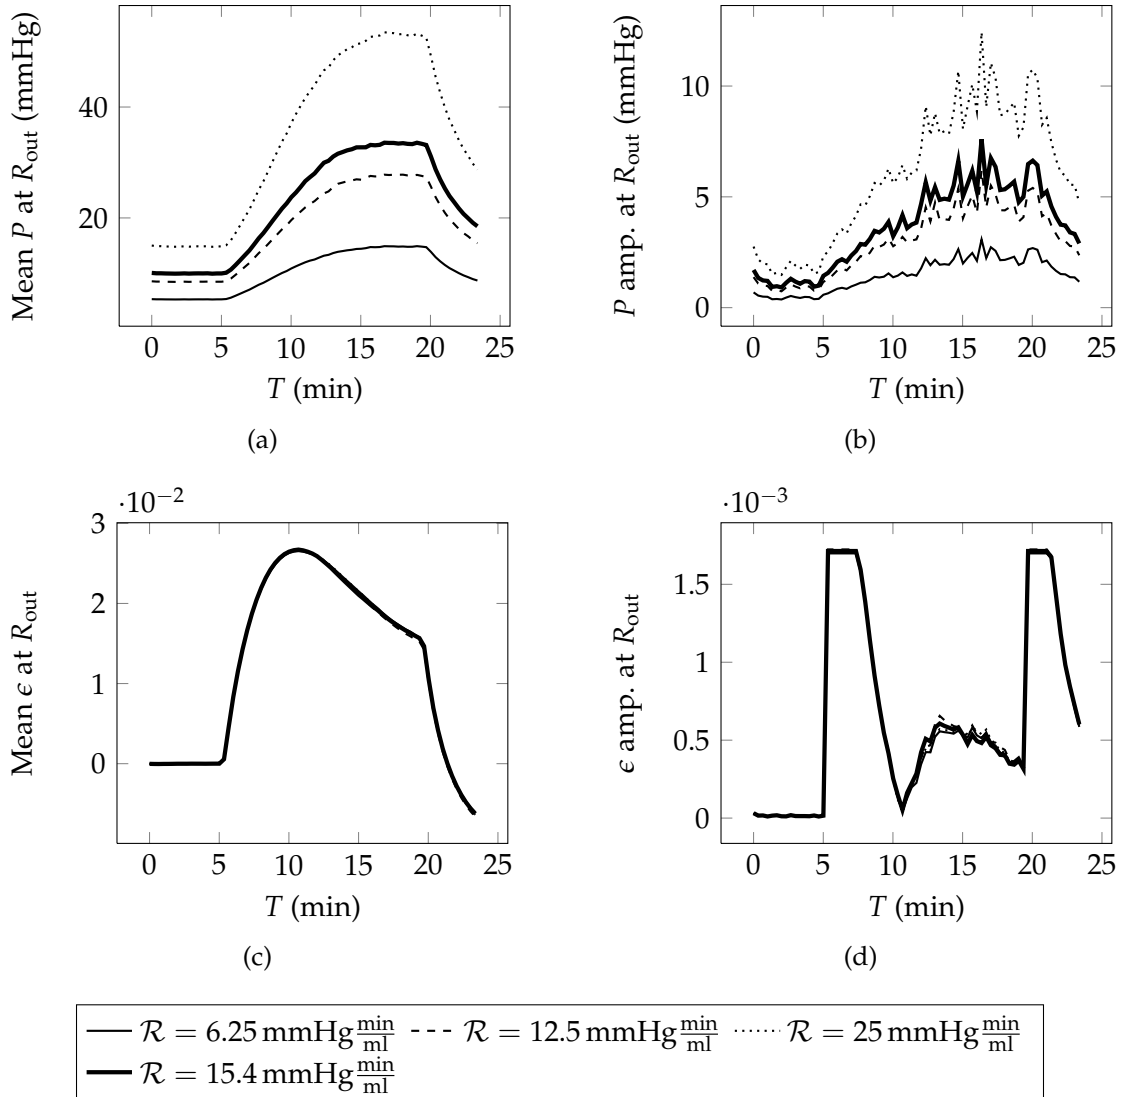 Mean P at R_out (mmHg)
40
20
0 5 10 15 20 25
T (min)
(a)
P amp. at R_out (mmHg)
10
5
0
0 5 10 15 20 25
T (min)
(b)
·10⁻²
Mean ϵ at R_out
3
2
1
0
0 5 10 15 20 25
T (min)
(c)
·10⁻³
ϵ amp. at R_out
1.5
1
0.5
0
0 5 10 15 20 25
T (min)
(d)
ℛ = 6.25 mmHg min/ml ℛ = 12.5 mmHg min/ml ℛ = 25 mmHg min/ml
ℛ = 15.4 mmHg min/ml